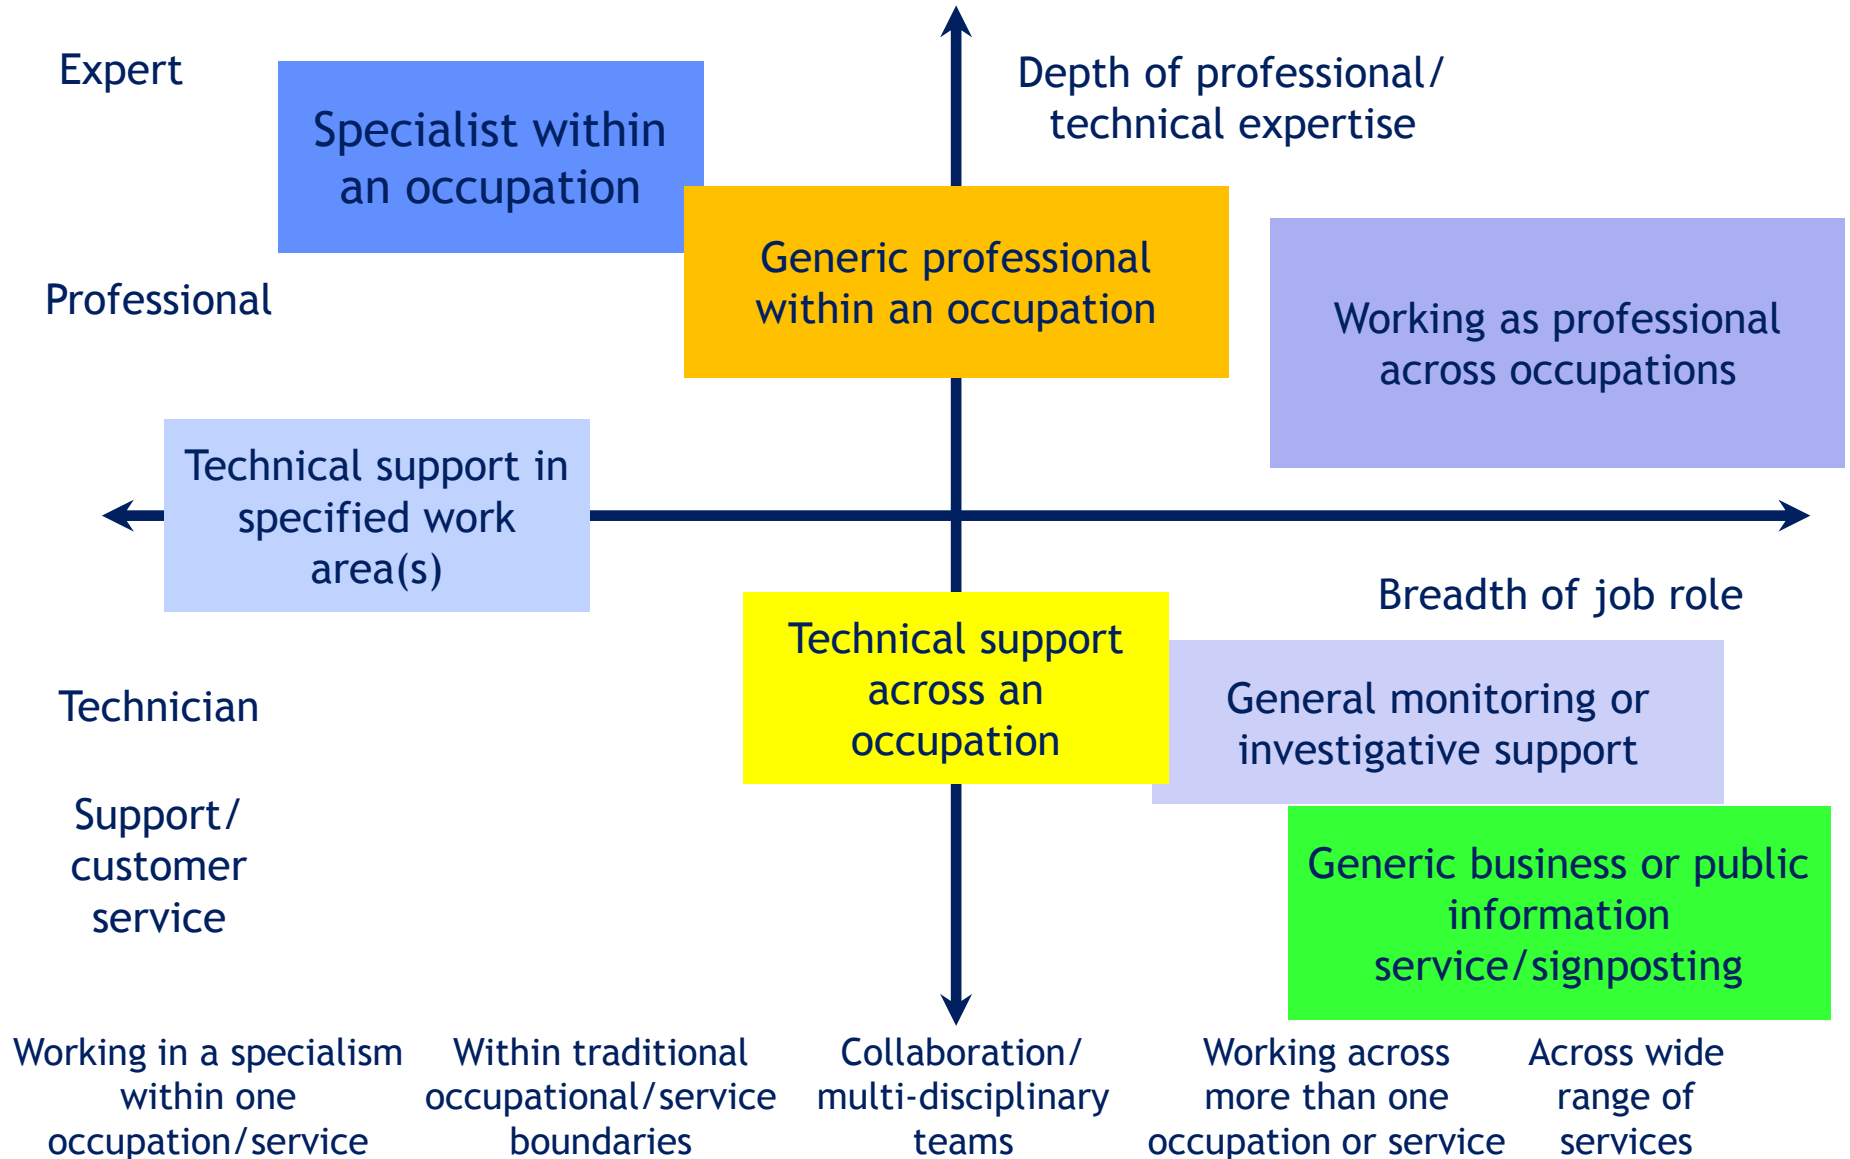 Expert
Depth of professional/
technical expertise
Specialist within
an occupation
Generic professional
within an occupation
Professional
Working as professional
across occupations
Technical support in
specified work
area(s)
Breadth of job role
Technical support
across an
occupation
Technician
General monitoring or
investigative support
Support/
customer
service
Generic business or public
information
service/signposting
Working in a specialism
within one
occupation/service
Within traditional
occupational/service
boundaries
Collaboration/
multi-disciplinary
teams
Working across
more than one
occupation or service
Across wide
range of
services